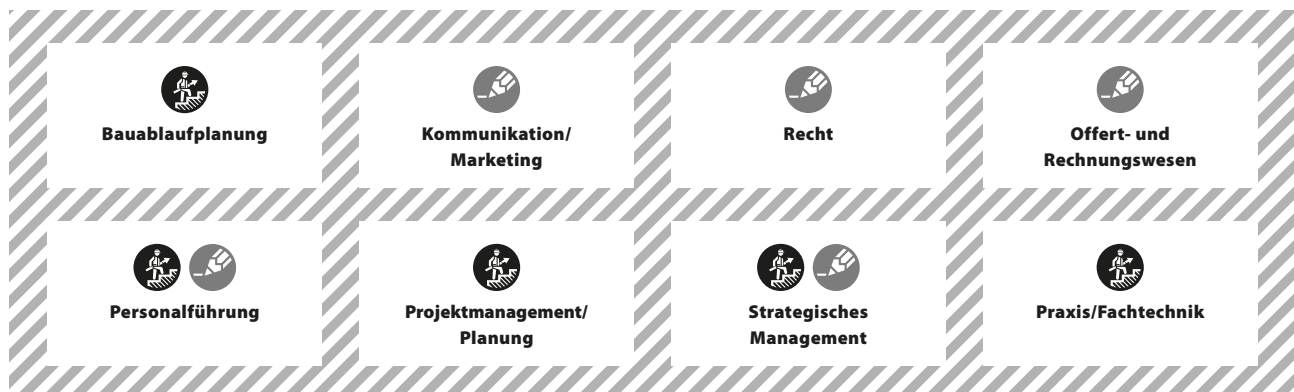 Bauablaufplanung
Kommunikation/
Marketing
Recht
Offert- und
Rechnungswesen
Personalführung
Projektmanagement/
Planung
Strategisches
Management
Praxis/Fachtechnik